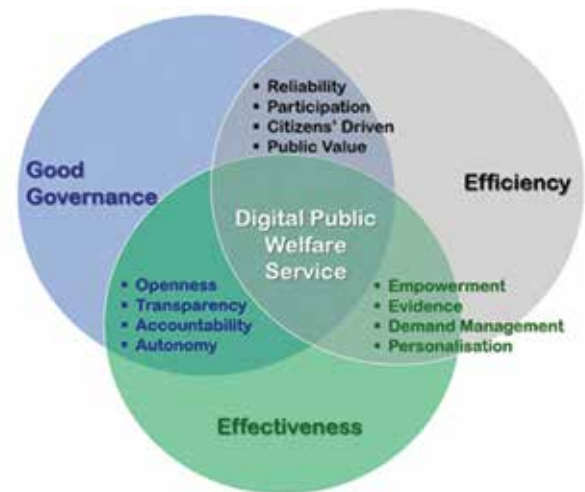 ▪ Reliability
▪ Participation
▪ Citizens' Driven
▪ Public Value
Good
Governance
Efficiency
Digital Public
Welfare
Service
▪ Openness
▪ Transparency
▪ Accountability
▪ Autonomy
▪ Empowerment
▪ Evidence
▪ Demand Management
▪ Personalisation
Effectiveness